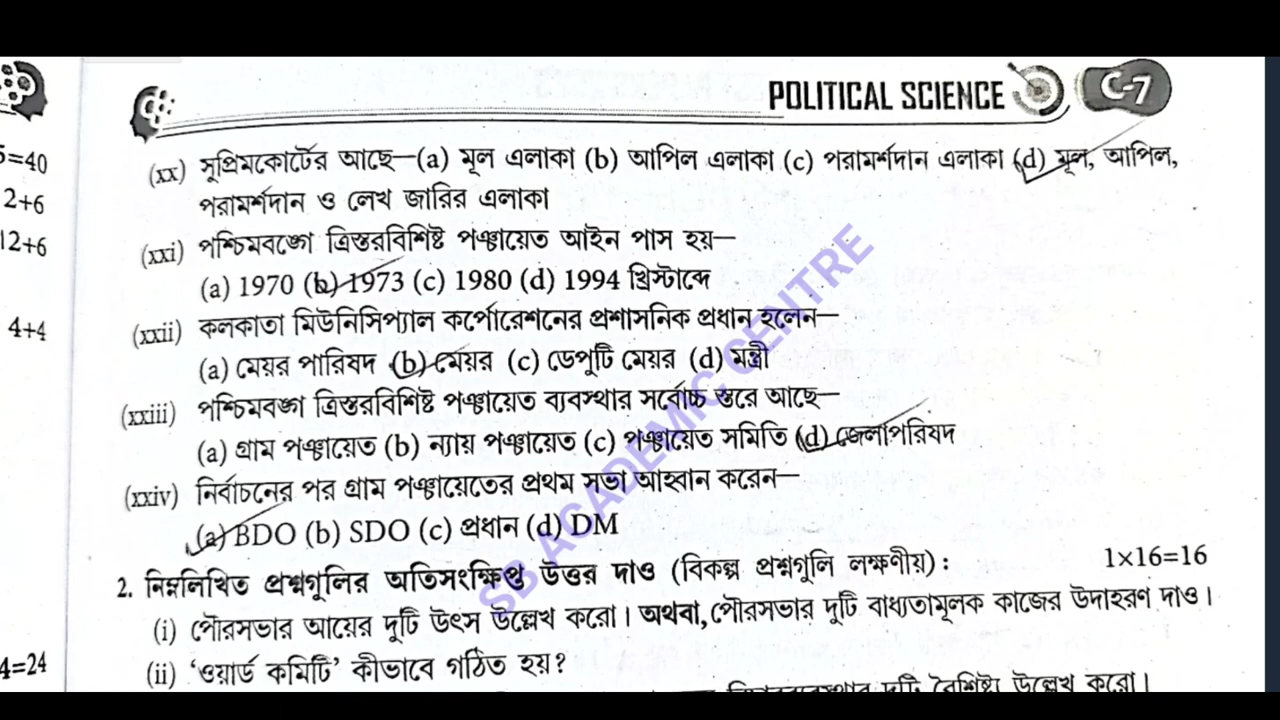 POLITICAL SCIENCE C-7
5=40
(xx) সুপ্রিমকোর্টের আছে—(a) মূল এলাকা (b) আপিল এলাকা (c) পরামর্শদান এলাকা (d) মূল, আপিল,
2+6
পরামর্শদান ও লেখ জারির এলাকা
12+6
(xxi) পশ্চিমবঙ্গে ত্রিস্তরবিশিষ্ট পঞ্চায়েত আইন পাস হয়—
(a) 1970 (b) 1973 (c) 1980 (d) 1994 খ্রিস্টাব্দে
4+4
(xxii) কলকাতা মিউনিসিপ্যাল কর্পোরেশনের প্রশাসনিক প্রধান হলেন—
(a) মেয়র পারিষদ (b) মেয়র (c) ডেপুটি মেয়র (d) মন্ত্রী
(xxiii) পশ্চিমবঙ্গ ত্রিস্তরবিশিষ্ট পঞ্চায়েত ব্যবস্থার সর্বোচ্চ স্তরে আছে—
(a) গ্রাম পঞ্চায়েত (b) ন্যায় পঞ্চায়েত (c) পঞ্চায়েত সমিতি (d) জেলাপরিষদ
(xxiv) নির্বাচনের পর গ্রাম পঞ্চায়েতের প্রথম সভা আহ্বান করেন—
(a) BDO (b) SDO (c) প্রধান (d) DM
2. নিম্নলিখিত প্রশ্নগুলির অতিসংক্ষিপ্ত উত্তর দাও (বিকল্প প্রশ্নগুলি লক্ষণীয়) : 1×16=16
(i) পৌরসভার আয়ের দুটি উৎস উল্লেখ করো। অথবা, পৌরসভার দুটি বাধ্যতামূলক কাজের উদাহরণ দাও।
4=24
(ii) ‘ওয়ার্ড কমিটি’ কীভাবে গঠিত হয়?
দুটি বৈশিষ্ট্য উল্লেখ করো।
SB ACADEMIC CENTRE